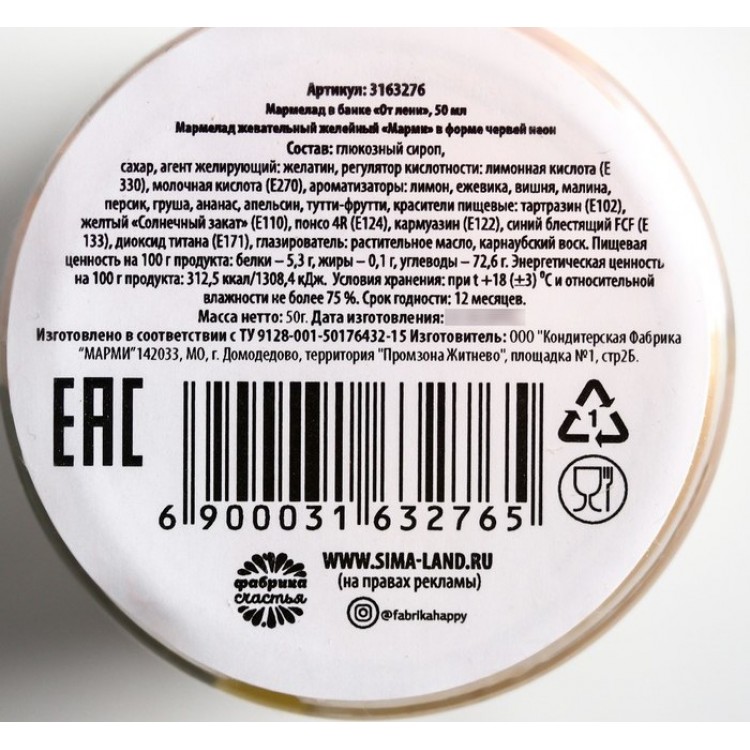 Артикул: 3163276
Мармелад в банке «От лени», 50 мл
Мармелад жевательный желейный «Марми» в форме червей неон
Состав: глюкозный сироп,
сахар, агент желирующий: желатин, регулятор кислотности: лимонная кислота (Е
330), молочная кислота (Е270), ароматизаторы: лимон, ежевика, вишня, малина,
персик, груша, ананас, апельсин, тутти-фрутти, красители пищевые: тартразин (Е102),
желтый «Солнечный закат» (Е110), понсо 4R (Е124), кармуазин (Е122), синий блестящий FCF (Е
133), диоксид титана (Е171), глазирователь: растительное масло, карнаубский воск. Пищевая
ценность на 100 г продукта: белки – 5,3 г, жиры – 0,1 г, углеводы – 72,6 г. Энергетическая ценность
на 100 г продукта: 312,5 ккал/1308,4 кДж. Условия хранения: при t +18 (±3) °С и относительной
влажности не более 75 %. Срок годности: 12 месяцев.
Масса нетто: 50г. Дата изготовления:
Изготовлено в соответствии с ТУ 9128-001-50176432-15 Изготовитель: ООО "Кондитерская Фабрика
"МАРМИ"142033, МО, г. Домодедово, территория "Промзона Житнево", площадка №1, стр2Б.
EAC
1
6 900031 632765
фабрика
счастья
WWW.SIMA-LAND.RU
(на правах рекламы)
@fabrikahappy